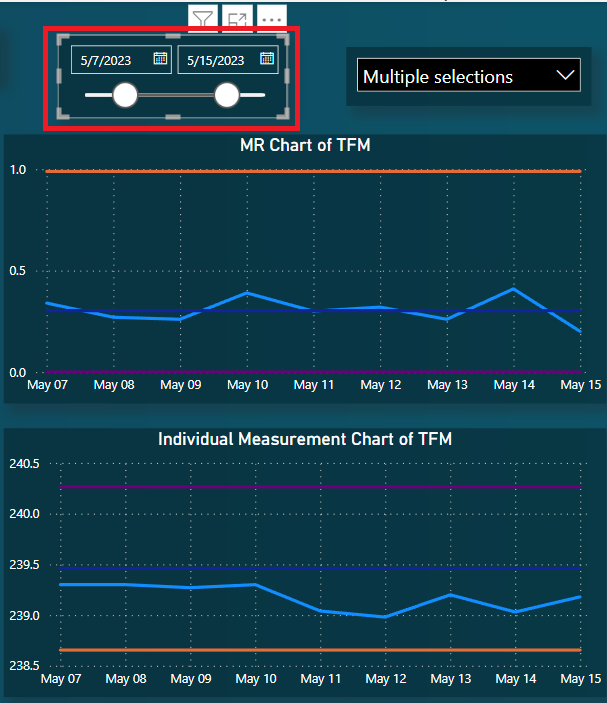 5/7/2023 5/15/2023
Multiple selections
MR Chart of TFM
1.0
0.5
0.0
May 07 May 08 May 09 May 10 May 11 May 12 May 13 May 14 May 15
Individual Measurement Chart of TFM
240.5
240.0
239.5
239.0
238.5
May 07 May 08 May 09 May 10 May 11 May 12 May 13 May 14 May 15